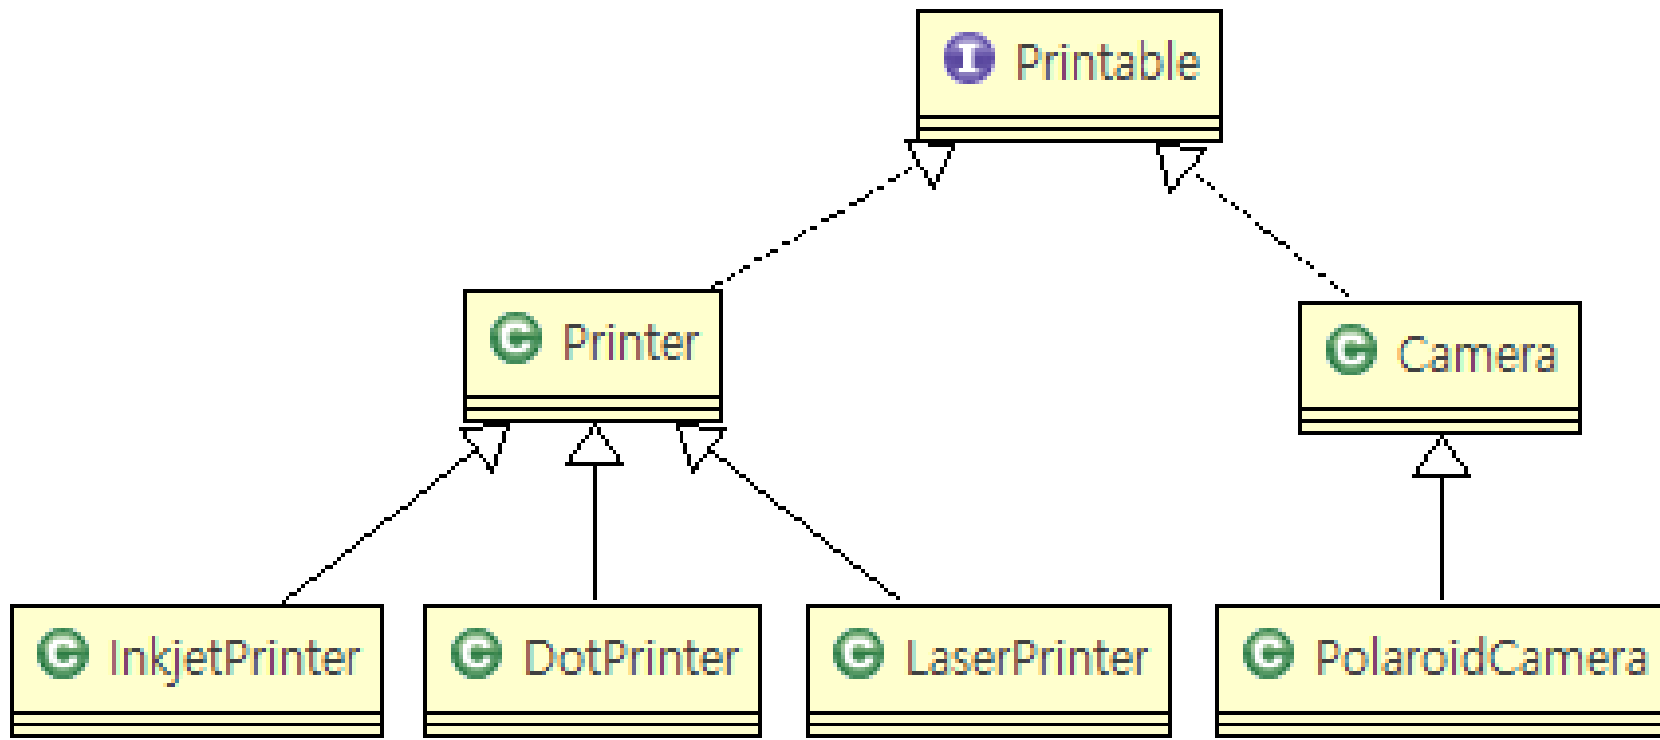 I Printable
C Printer
C Camera
C InkjetPrinter
C DotPrinter
C LaserPrinter
C PolaroidCamera